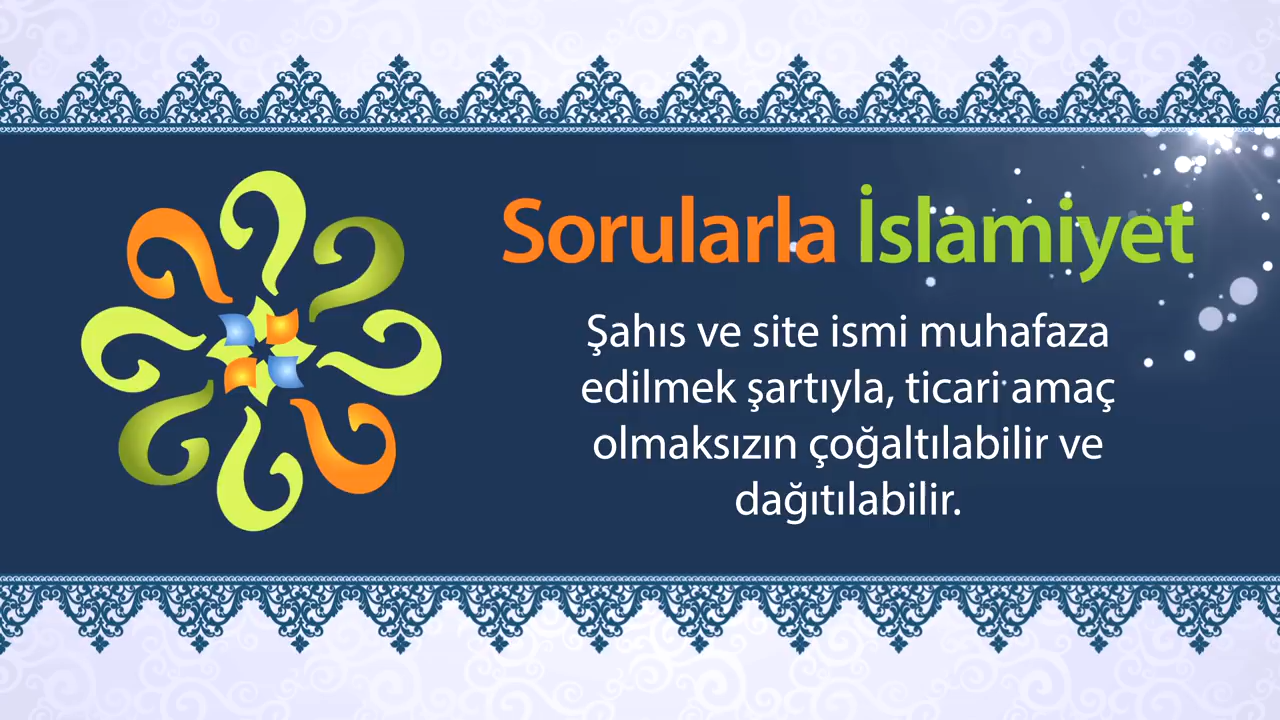 Sorularla İslamiyet
Şahıs ve site ismi muhafaza
edilmek şartıyla, ticari amaç
olmaksızın çoğaltılabilir ve
dağıtılabilir.